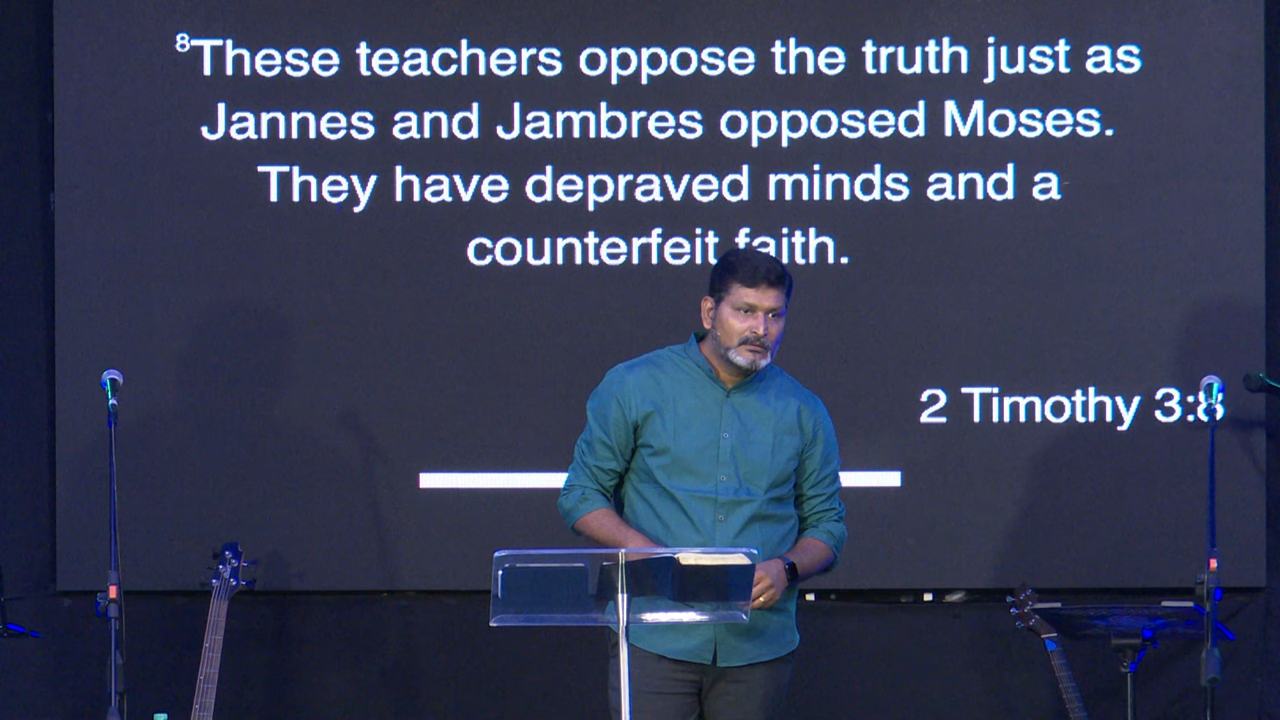 ⁸These teachers oppose the truth just as
Jannes and Jambres opposed Moses.
They have depraved minds and a
counterfeit faith.
2 Timothy 3:8